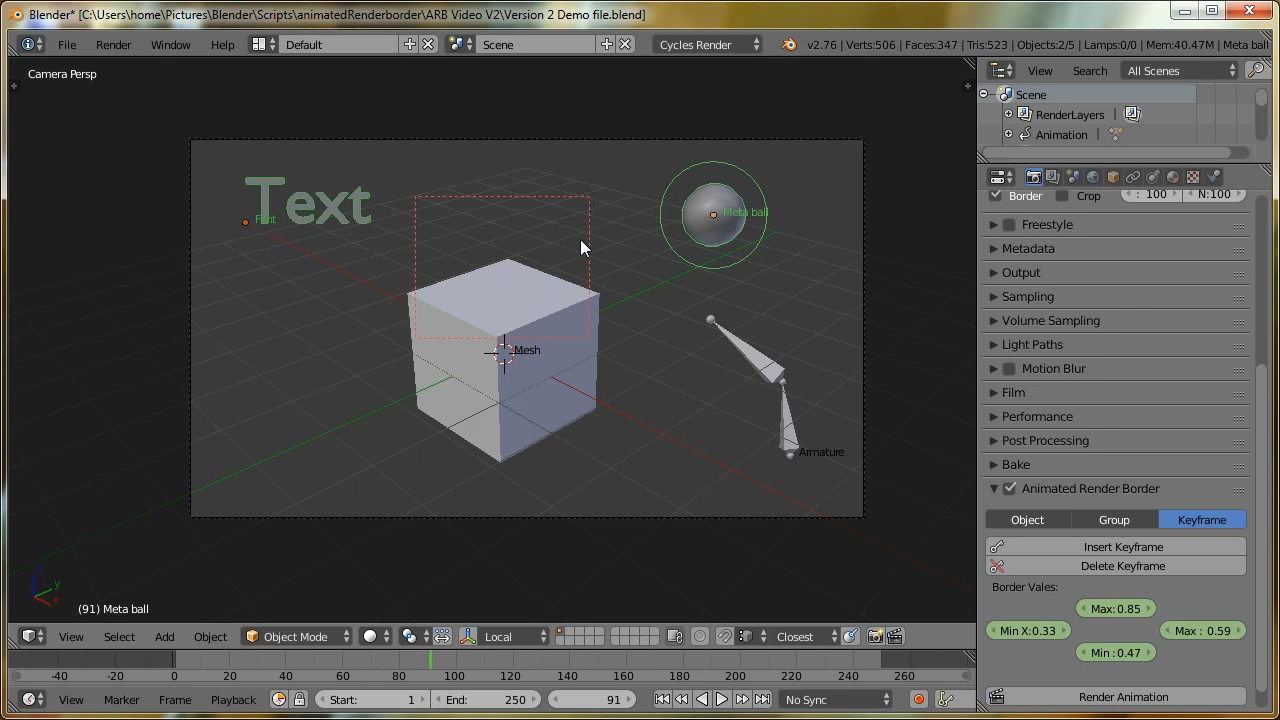 Blender* [C:\Users\home\Pictures\Blender\Scripts\animatedRenderborder\ARB Video V2\Version 2 Demo file.blend]
File Render Window Help Default Scene Cycles Render v2.76 | Verts:506 | Faces:347 | Tris:523 | Objects:2/5 | Lamps:0/0 | Mem:40.47M | Meta ball
Camera Persp
View Search All Scenes
Scene
RenderLayers
Animation
Border Crop : 100 N:100
Freestyle
Metadata
Output
Sampling
Volume Sampling
Light Paths
Motion Blur
Film
Performance
Post Processing
Bake
Animated Render Border
Object Group Keyframe
Insert Keyframe
Delete Keyframe
Border Vales:
Max: 0.85
Min X:0.33 Max : 0.59
Min : 0.47
Render Animation
Text
Font
Meta ball
Mesh
Armature
z
y
x
(91) Meta ball
View Select Add Object Object Mode Local Closest
-40 -20 0 20 40 60 80 100 120 140 160 180 200 220 240 260
View Marker Frame Playback Start: 1 End: 250 91 No Sync